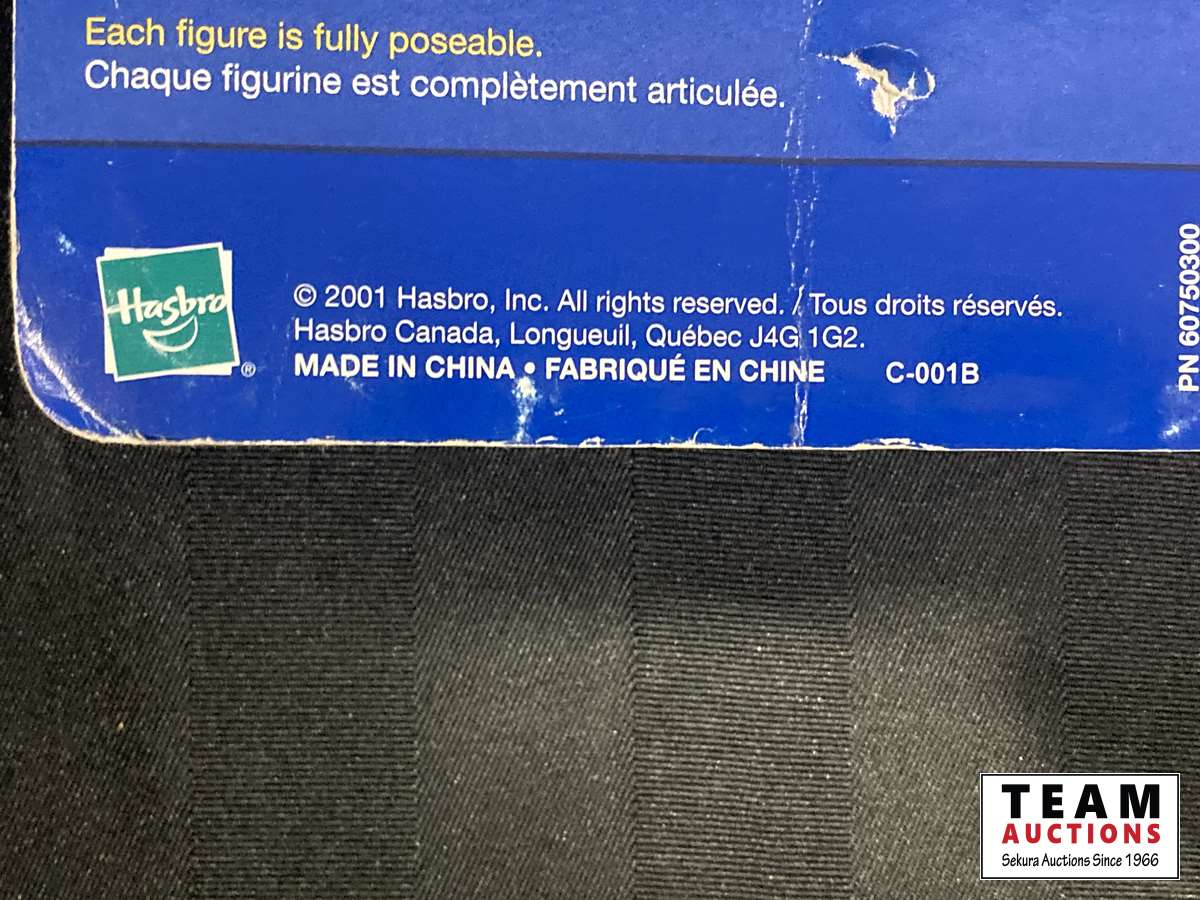 Each figure is fully poseable.
Chaque figurine est complètement articulée.
Hasbro
®
© 2001 Hasbro, Inc. All rights reserved. / Tous droits réservés.
Hasbro Canada, Longueuil, Québec J4G 1G2.
MADE IN CHINA • FABRIQUÉ EN CHINE C-001B
PN 60750300
TEAM
AUCTIONS
Sekura Auctions Since 1966